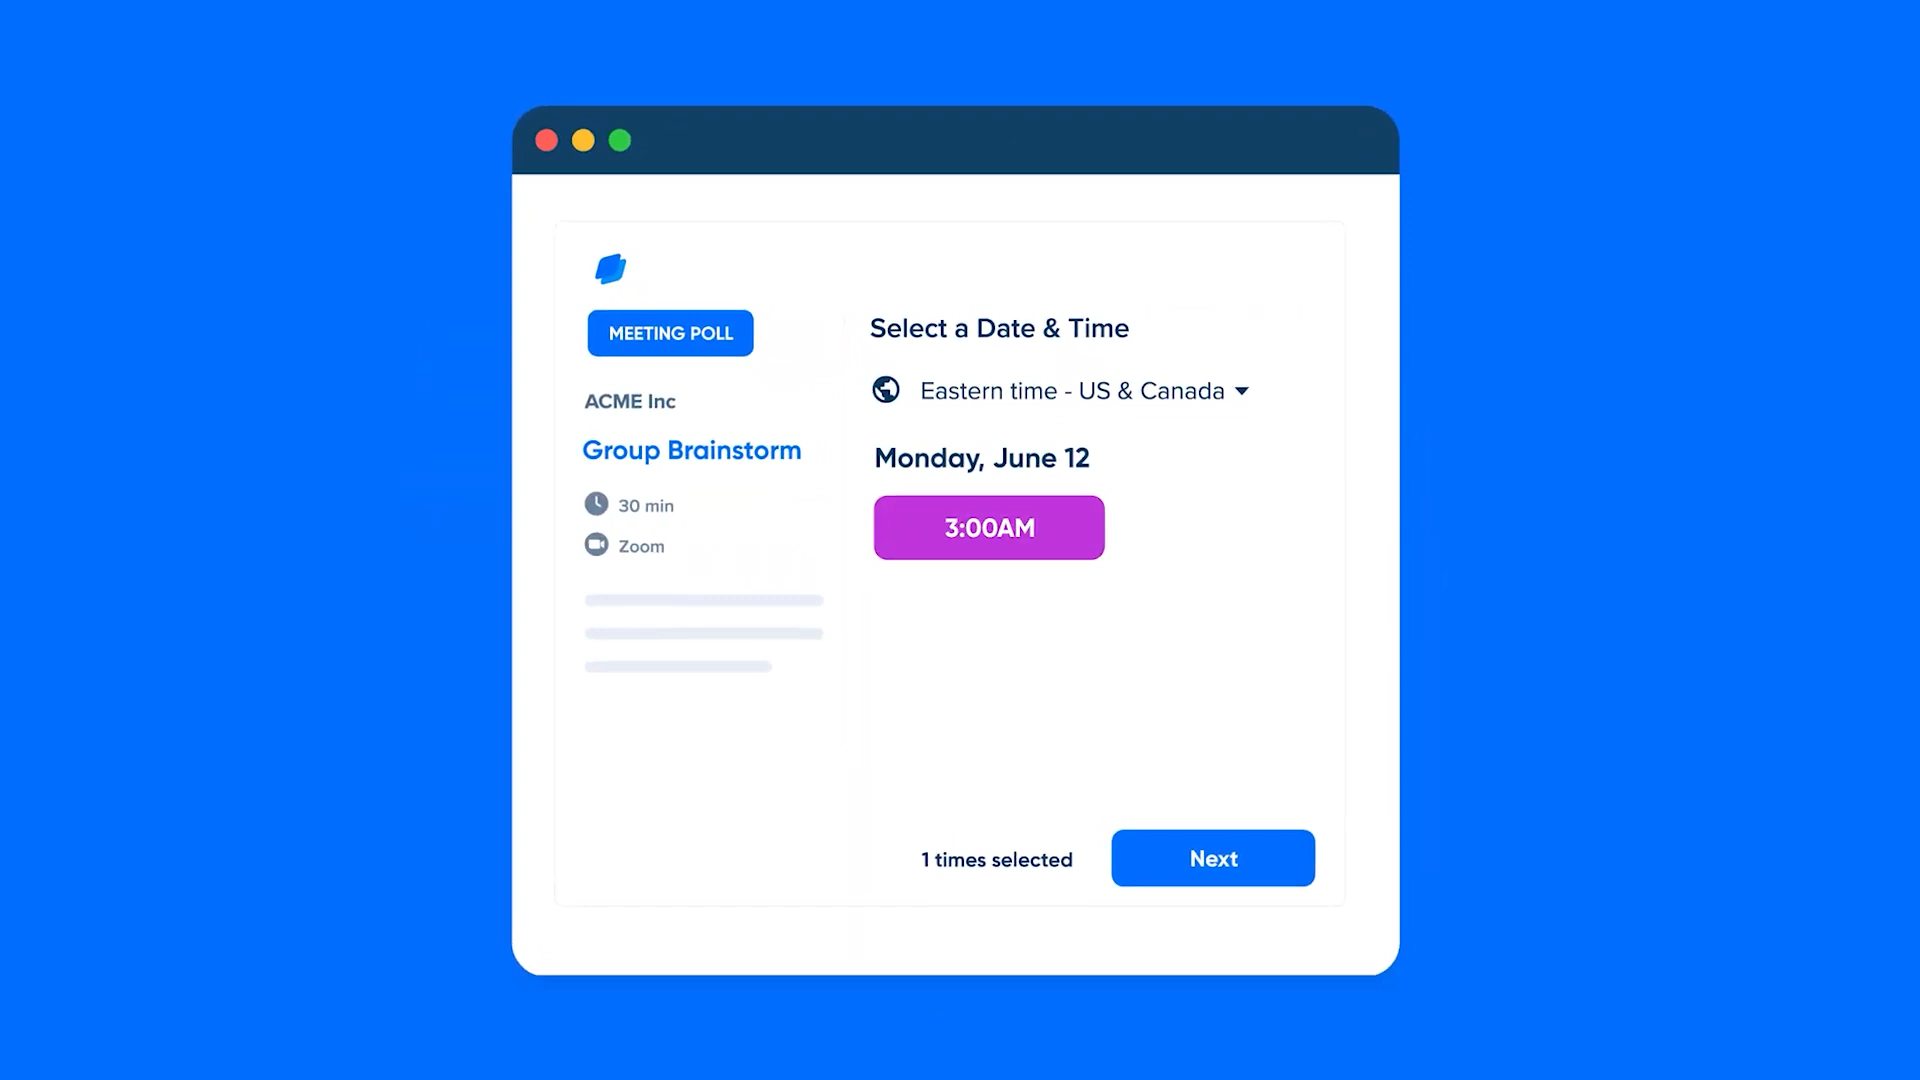 MEETING POLL
ACME Inc
Group Brainstorm
30 min
Zoom
Select a Date & Time
Eastern time - US & Canada
Monday, June 12
3:00AM
1 times selected
Next